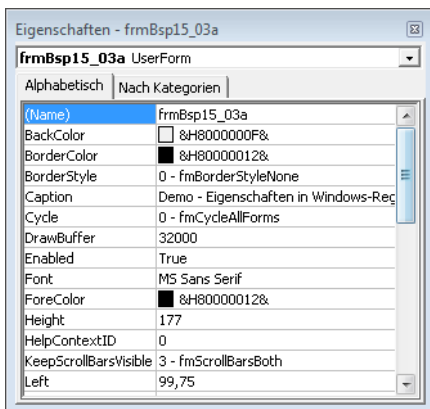 Eigenschaften - frmBsp15_03a
frmBsp15_03a UserForm
Alphabetisch Nach Kategorien
(Name) frmBsp15_03a
BackColor &H8000000F&
BorderColor &H80000012&
BorderStyle 0 - fmBorderStyleNone
Caption Demo - Eigenschaften in Windows-Reg
Cycle 0 - fmCycleAllForms
DrawBuffer 32000
Enabled True
Font MS Sans Serif
ForeColor &H80000012&
Height 177
HelpContextID 0
KeepScrollBarsVisible 3 - fmScrollBarsBoth
Left 99,75